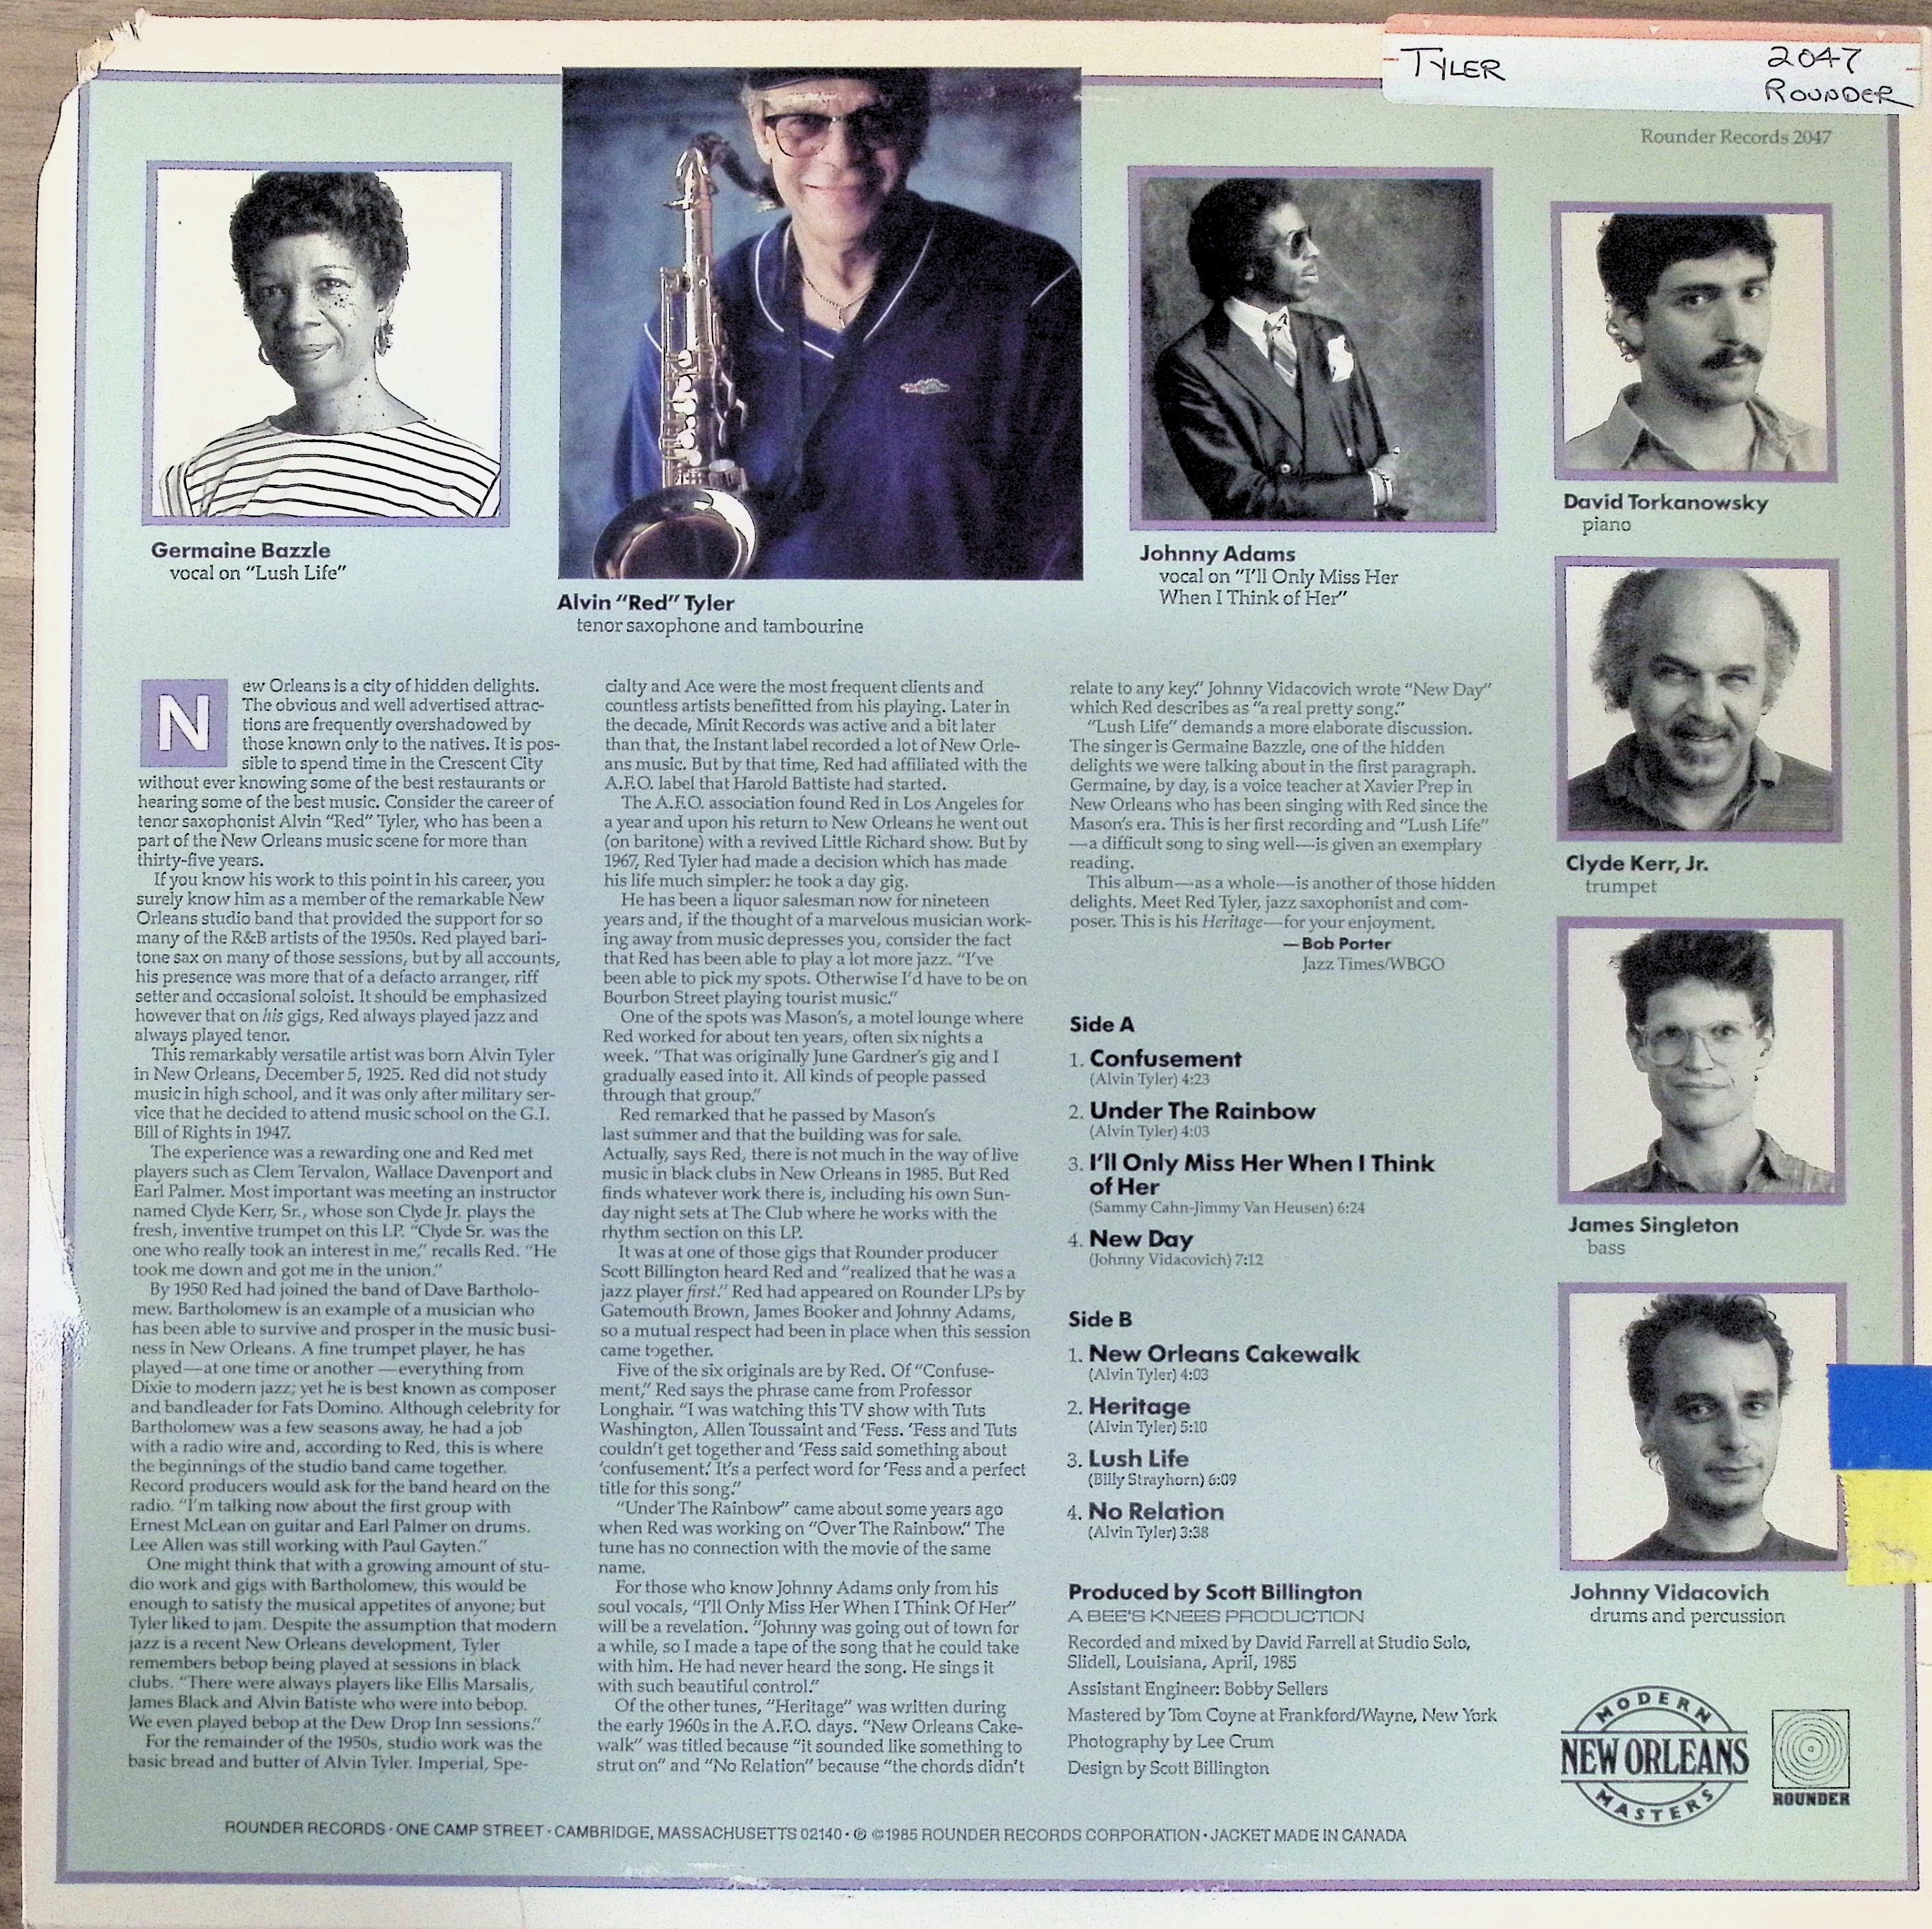 TYLER
2047
ROUNDER
Rounder Records 2047
Germaine Bazzle
vocal on “Lush Life”
Alvin “Red” Tyler
tenor saxophone and tambourine
Johnny Adams
vocal on “I’ll Only Miss Her
When I Think of Her”
David Torkanowsky
piano
Clyde Kerr, Jr.
trumpet
James Singleton
bass
Johnny Vidacovich
drums and percussion
New Orleans is a city of hidden delights.
The obvious and well advertised attrac-
tions are frequently overshadowed by
those known only to the natives. It is pos-
sible to spend time in the Crescent City
without ever knowing some of the best restaurants or
hearing some of the best music. Consider the career of
tenor saxophonist Alvin “Red” Tyler, who has been a
part of the New Orleans music scene for more than
thirty-five years.
If you know his work to this point in his career, you
surely know him as a member of the remarkable New
Orleans studio band that provided the support for so
many of the R&B artists of the 1950s. Red played bari-
tone sax on many of those sessions, but by all accounts,
his presence was more that of a defacto arranger, riff
setter and occasional soloist. It should be emphasized
however that on his gigs, Red always played jazz and
always played tenor.
This remarkably versatile artist was born Alvin Tyler
in New Orleans, December 5, 1925. Red did not study
music in high school, and it was only after military ser-
vice that he decided to attend music school on the G.I.
Bill of Rights in 1947.
The experience was a rewarding one and Red met
players such as Clem Tervalon, Wallace Davenport and
Earl Palmer. Most important was meeting an instructor
named Clyde Kerr, Sr., whose son Clyde Jr. plays the
fresh, inventive trumpet on this LP. “Clyde Sr. was the
one who really took an interest in me,” recalls Red. “He
took me down and got me in the union.”
By 1950 Red had joined the band of Dave Bartholo-
mew. Bartholomew is an example of a musician who
has been able to survive and prosper in the music busi-
ness in New Orleans. A fine trumpet player, he has
played—at one time or another—everything from
Dixie to modern jazz; yet he is best known as composer
and bandleader for Fats Domino. Although celebrity for
Bartholomew was a few seasons away, he had a job
with a radio wire and, according to Red, this is where
the beginnings of the studio band came together.
Record producers would ask for the band heard on the
radio. “I’m talking now about the first group with
Ernest McLean on guitar and Earl Palmer on drums.
Lee Allen was still working with Paul Gayten.”
One might think that with a growing amount of stu-
dio work and gigs with Bartholomew, this would be
enough to satisfy the musical appetites of anyone; but
Tyler liked to jam. Despite the assumption that modern
jazz is a recent New Orleans development, Tyler
remembers bebop being played at sessions in black
clubs. “There were always players like Ellis Marsalis,
James Black and Alvin Batiste who were into bebop.
We even played bebop at the Dew Drop Inn sessions.”
For the remainder of the 1950s, studio work was the
basic bread and butter of Alvin Tyler. Imperial, Spe-
cialty and Ace were the most frequent clients and
countless artists benefitted from his playing. Later in
the decade, Minit Records was active and a bit later
than that, the Instant label recorded a lot of New Orle-
ans music. But by that time, Red had affiliated with the
A.F.O. label that Harold Battiste had started.
The A.F.O. association found Red in Los Angeles for
a year and upon his return to New Orleans he went out
(on baritone) with a revived Little Richard show. But by
1967, Red Tyler had made a decision which has made
his life much simpler: he took a day gig.
He has been a liquor salesman now for nineteen
years and, if the thought of a marvelous musician work-
ing away from music depresses you, consider the fact
that Red has been able to play a lot more jazz. “I’ve
been able to pick my spots. Otherwise I’d have to be on
Bourbon Street playing tourist music.”
One of the spots was Mason’s, a motel lounge where
Red worked for about ten years, often six nights a
week. “That was originally June Gardner’s gig and I
gradually eased into it. All kinds of people passed
through that group.”
Red remarked that he passed by Mason’s
last summer and that the building was for sale.
Actually, says Red, there is not much in the way of live
music in black clubs in New Orleans in 1985. But Red
finds whatever work there is, including his own Sun-
day night sets at The Club where he works with the
rhythm section on this LP.
It was at one of those gigs that Rounder producer
Scott Billington heard Red and “realized that he was a
jazz player first.” Red had appeared on Rounder LPs by
Gatemouth Brown, James Booker and Johnny Adams,
so a mutual respect had been in place when this session
came together.
Five of the six originals are by Red. Of “Confuse-
ment,” Red says the phrase came from Professor
Longhair. “I was watching this TV show with Tuts
Washington, Allen Toussaint and ’Fess. ’Fess and Tuts
couldn’t get together and ’Fess said something about
‘confusement.’ It’s a perfect word for ’Fess and a perfect
title for this song.”
“Under The Rainbow” came about some years ago
when Red was working on “Over The Rainbow.” The
tune has no connection with the movie of the same
name.
For those who know Johnny Adams only from his
soul vocals, “I’ll Only Miss Her When I Think Of Her”
will be a revelation. “Johnny was going out of town for
a while, so I made a tape of the song that he could take
with him. He had never heard the song. He sings it
with such beautiful control.”
Of the other tunes, “Heritage” was written during
the early 1960s in the A.F.O. days. “New Orleans Cake-
walk” was titled because “it sounded like something to
strut on” and “No Relation” because “the chords didn’t
relate to any key.” Johnny Vidacovich wrote “New Day”
which Red describes as “a real pretty song.”
“Lush Life” demands a more elaborate discussion.
The singer is Germaine Bazzle, one of the hidden
delights we were talking about in the first paragraph.
Germaine, by day, is a voice teacher at Xavier Prep in
New Orleans who has been singing with Red since the
Mason’s era. This is her first recording and “Lush Life”
—a difficult song to sing well—is given an exemplary
reading.
This album—as a whole—is another of those hidden
delights. Meet Red Tyler, jazz saxophonist and com-
poser. This is his Heritage—for your enjoyment.
—Bob Porter
Jazz Times/WBGO
Side A
1. Confusement
(Alvin Tyler) 4:23
2. Under The Rainbow
(Alvin Tyler) 4:03
3. I’ll Only Miss Her When I Think
of Her
(Sammy Cahn-Jimmy Van Heusen) 6:24
4. New Day
(Johnny Vidacovich) 7:12
Side B
1. New Orleans Cakewalk
(Alvin Tyler) 4:03
2. Heritage
(Alvin Tyler) 5:10
3. Lush Life
(Billy Strayhorn) 6:09
4. No Relation
(Alvin Tyler) 3:38
Produced by Scott Billington
A BEE’S KNEES PRODUCTION
Recorded and mixed by David Farrell at Studio Solo,
Slidell, Louisiana, April, 1985
Assistant Engineer: Bobby Sellers
Mastered by Tom Coyne at Frankford/Wayne, New York
Photography by Lee Crum
Design by Scott Billington
MODERN
NEW ORLEANS
MASTERS
ROUNDER
ROUNDER RECORDS · ONE CAMP STREET · CAMBRIDGE, MASSACHUSETTS 02140 · ℗ ©1985 ROUNDER RECORDS CORPORATION · JACKET MADE IN CANADA